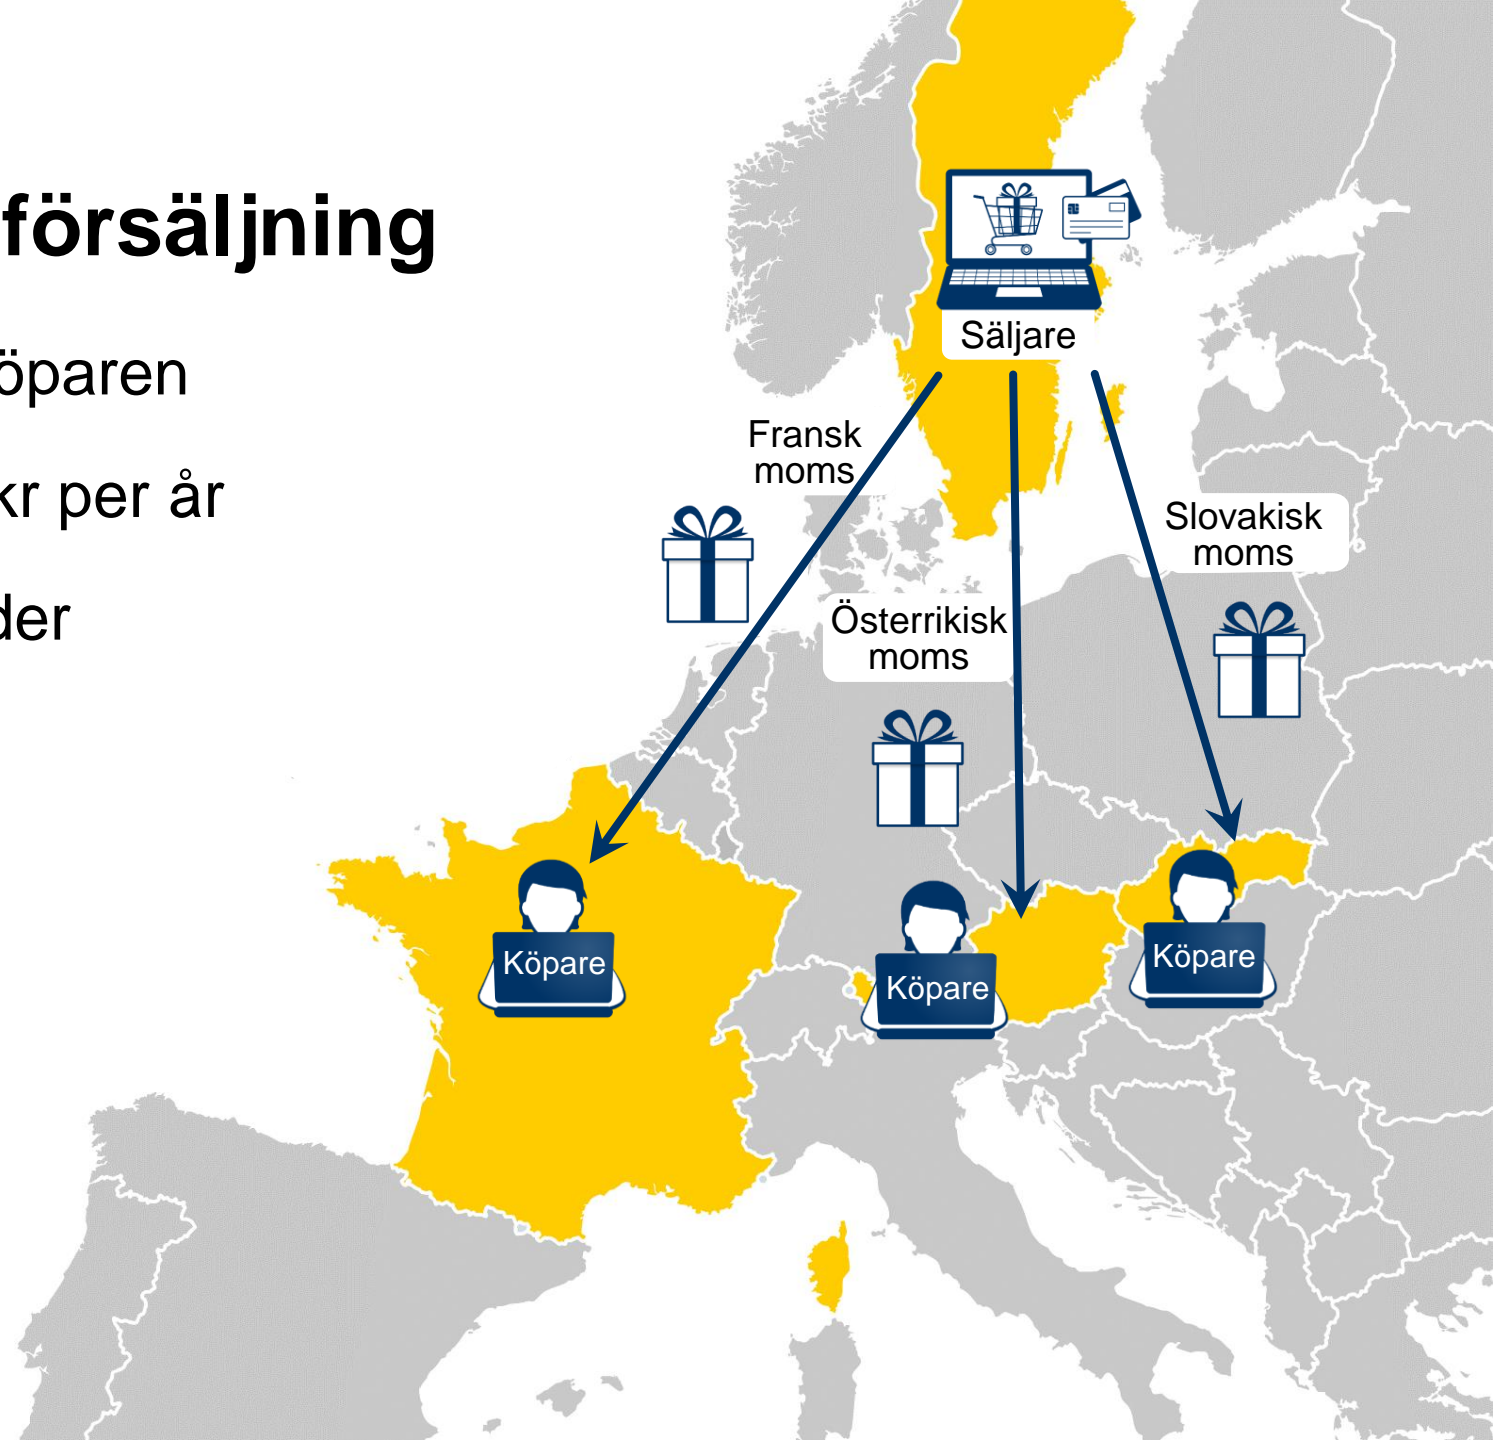 försäljning
öparen
kr per år
der
Säljare
Fransk
moms
Slovakisk
moms
Österrikisk
moms
Köpare
Köpare
Köpare